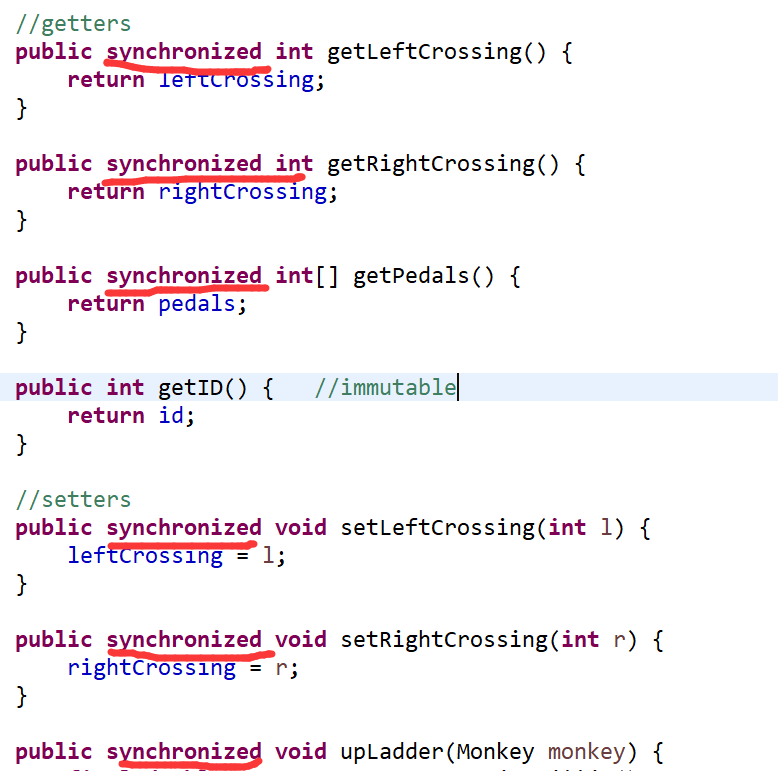 //getters
public synchronized int getLeftCrossing() {
return leftCrossing;
}
public synchronized int getRightCrossing() {
return rightCrossing;
}
public synchronized int[] getPedals() {
return pedals;
}
public int getID() {   //immutable
return id;
}
//setters
public synchronized void setLeftCrossing(int l) {
leftCrossing = l;
}
public synchronized void setRightCrossing(int r) {
rightCrossing = r;
}
public synchronized void upLadder(Monkey monkey) {